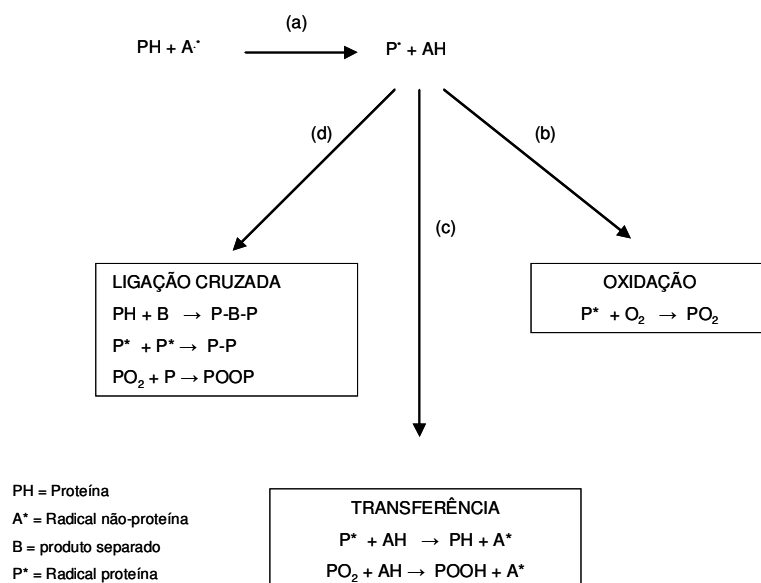 (a)
PH + A·* P* + AH
(d)
(b)
(c)
LIGAÇÃO CRUZADA
PH + B → P-B-P
P* + P* → P-P
PO₂ + P → POOP
OXIDAÇÃO
P* + O₂ → PO₂
PH = Proteína
A* = Radical não-proteína
B = produto separado
P* = Radical proteína
TRANSFERÊNCIA
P* + AH → PH + A*
PO₂ + AH → POOH + A*